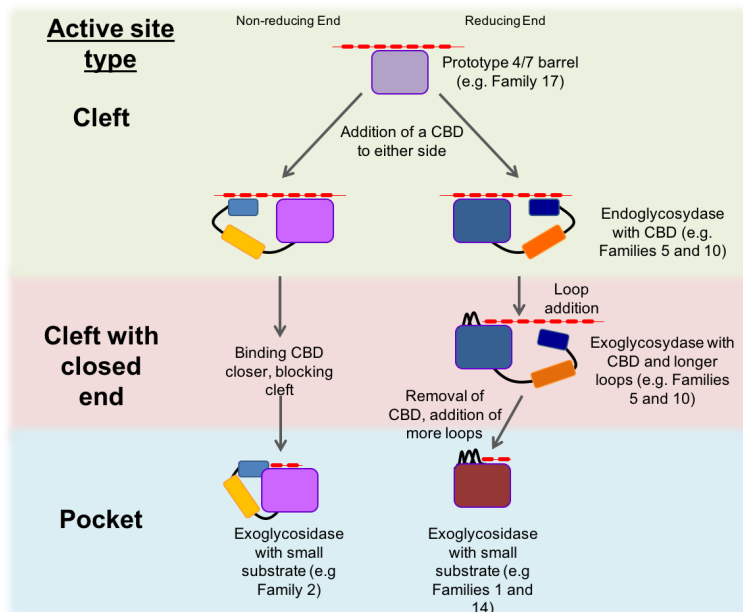 Active site
type
Non-reducing End
Reducing End
Prototype 4/7 barrel
(e.g. Family 17)
Cleft
Addition of a CBD
to either side
Endoglycosydase
with CBD (e.g.
Families 5 and 10)
Loop
addition
Cleft with
closed
end
Binding CBD
closer, blocking
cleft
Exoglycosydase with
CBD and longer
loops (e.g. Families
5 and 10)
Removal of
CBD, addition of
more loops
Pocket
Exoglycosidase
with small
substrate (e.g
Family 2)
Exoglycosidase
with small
substrate (e.g
Families 1 and
14)